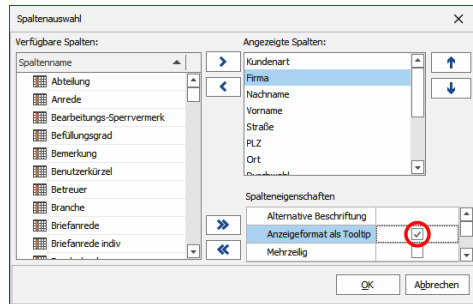 Spaltenauswahl
Verfügbare Spalten:
Spaltenname
Abteilung
Anrede
Bearbeitungs-Sperrvermerk
Befüllungsgrad
Bemerkung
Benutzerkürzel
Betreuer
Branche
Briefanrede
Briefanrede indiv
Angezeigte Spalten:
Kundenart
Firma
Nachname
Vorname
Straße
PLZ
Ort
Durchwahl
Spalteneigenschaften
Alternative Beschriftung
Anzeigeformat als Tooltip
Mehrzeilig
OK
Abbrechen